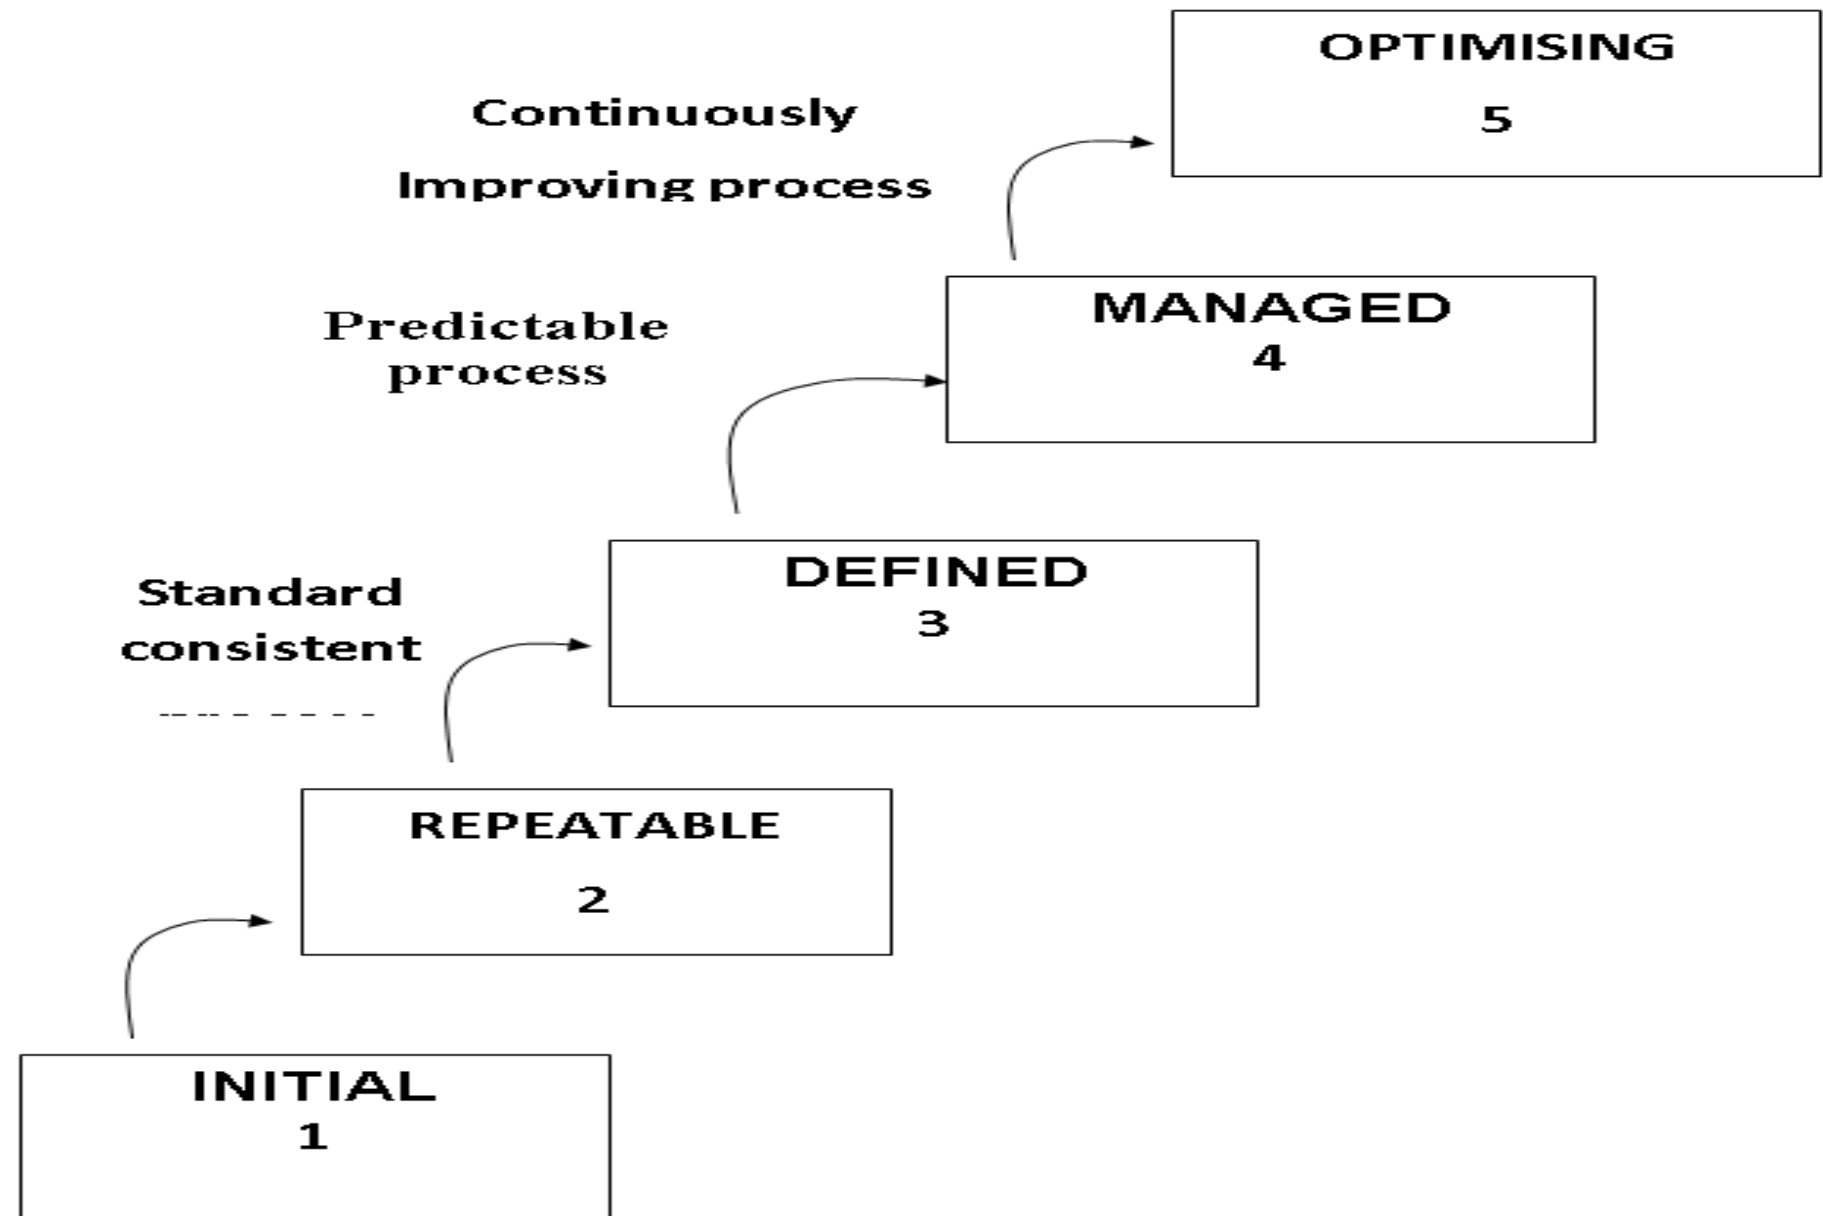 OPTIMISING
5
Continuously
Improving process
MANAGED
4
Predictable
process
DEFINED
3
Standard
consistent
REPEATABLE
2
INITIAL
1